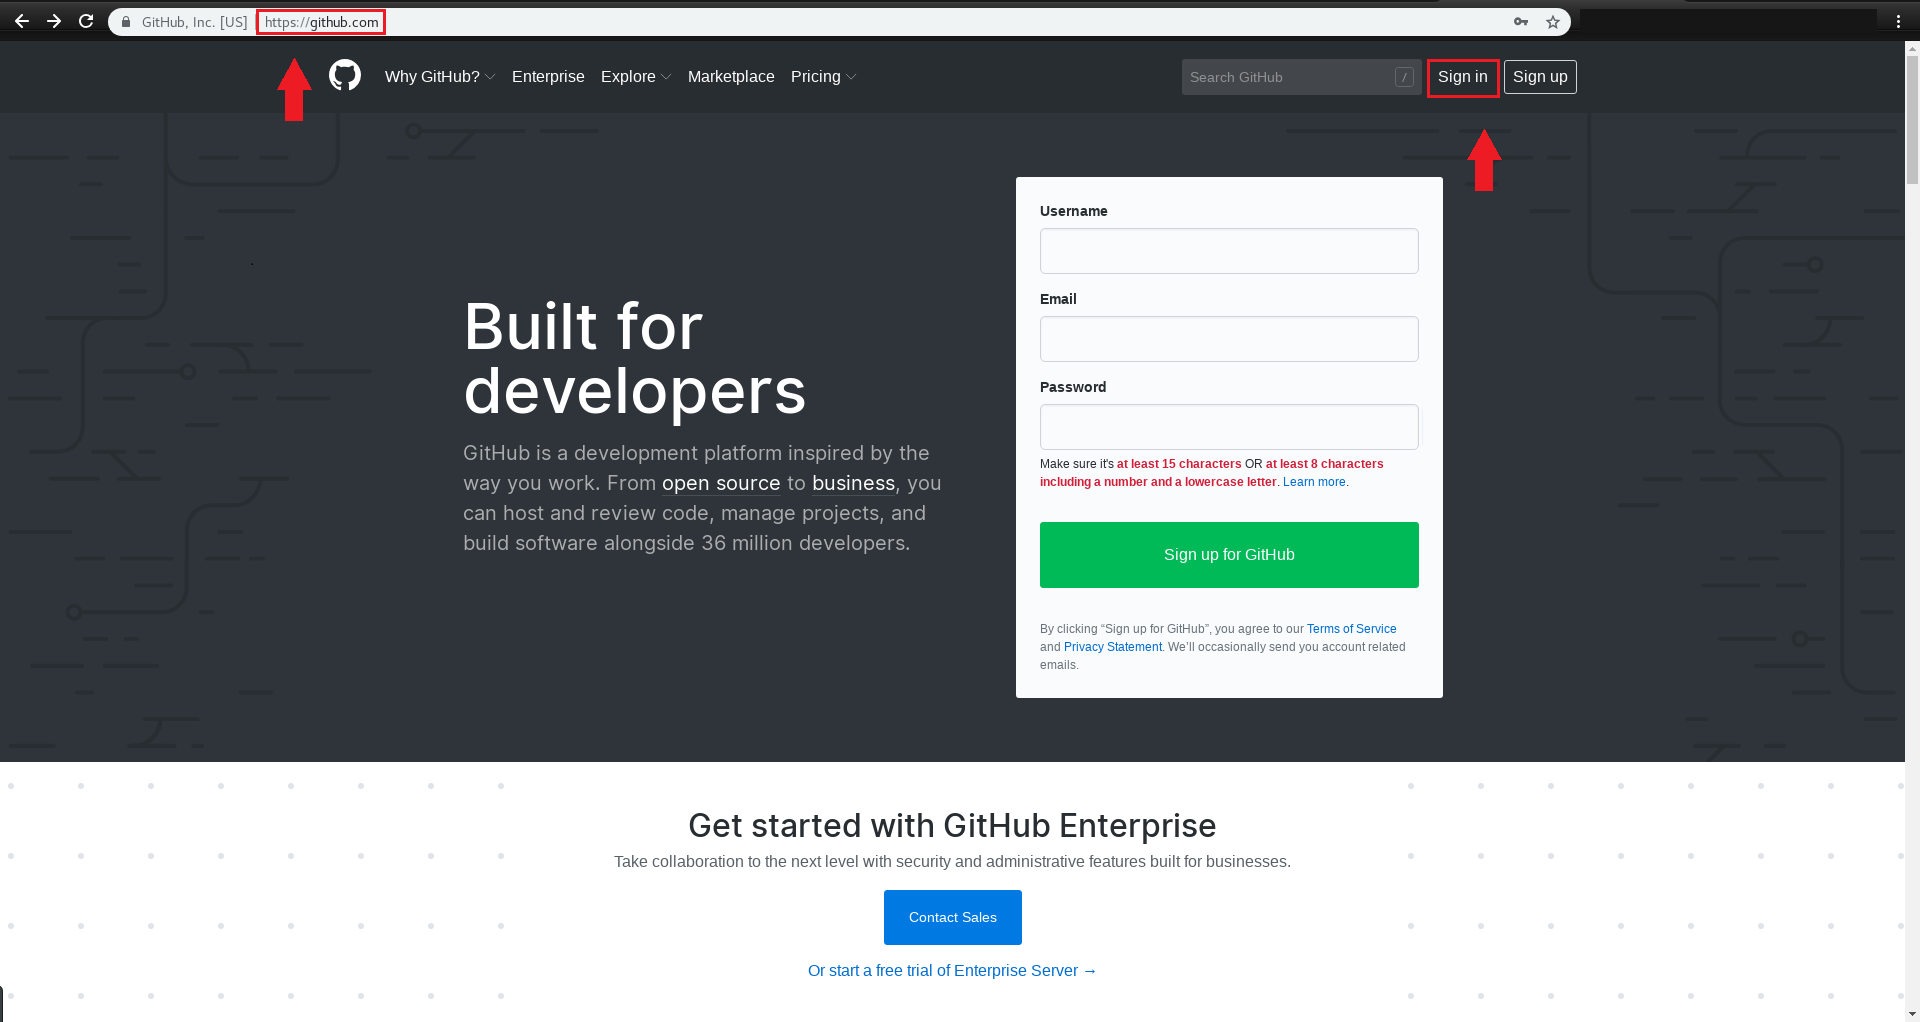 GitHub, Inc. [US] | https://github.com
Why GitHub? Enterprise Explore Marketplace Pricing Search GitHub / Sign in Sign up
Built for
developers
GitHub is a development platform inspired by the
way you work. From open source to business, you
can host and review code, manage projects, and
build software alongside 36 million developers.
Username
Email
Password
Make sure it's at least 15 characters OR at least 8 characters
including a number and a lowercase letter. Learn more.
Sign up for GitHub
By clicking “Sign up for GitHub”, you agree to our Terms of Service
and Privacy Statement. We’ll occasionally send you account related
emails.
Get started with GitHub Enterprise
Take collaboration to the next level with security and administrative features built for businesses.
Contact Sales
Or start a free trial of Enterprise Server →